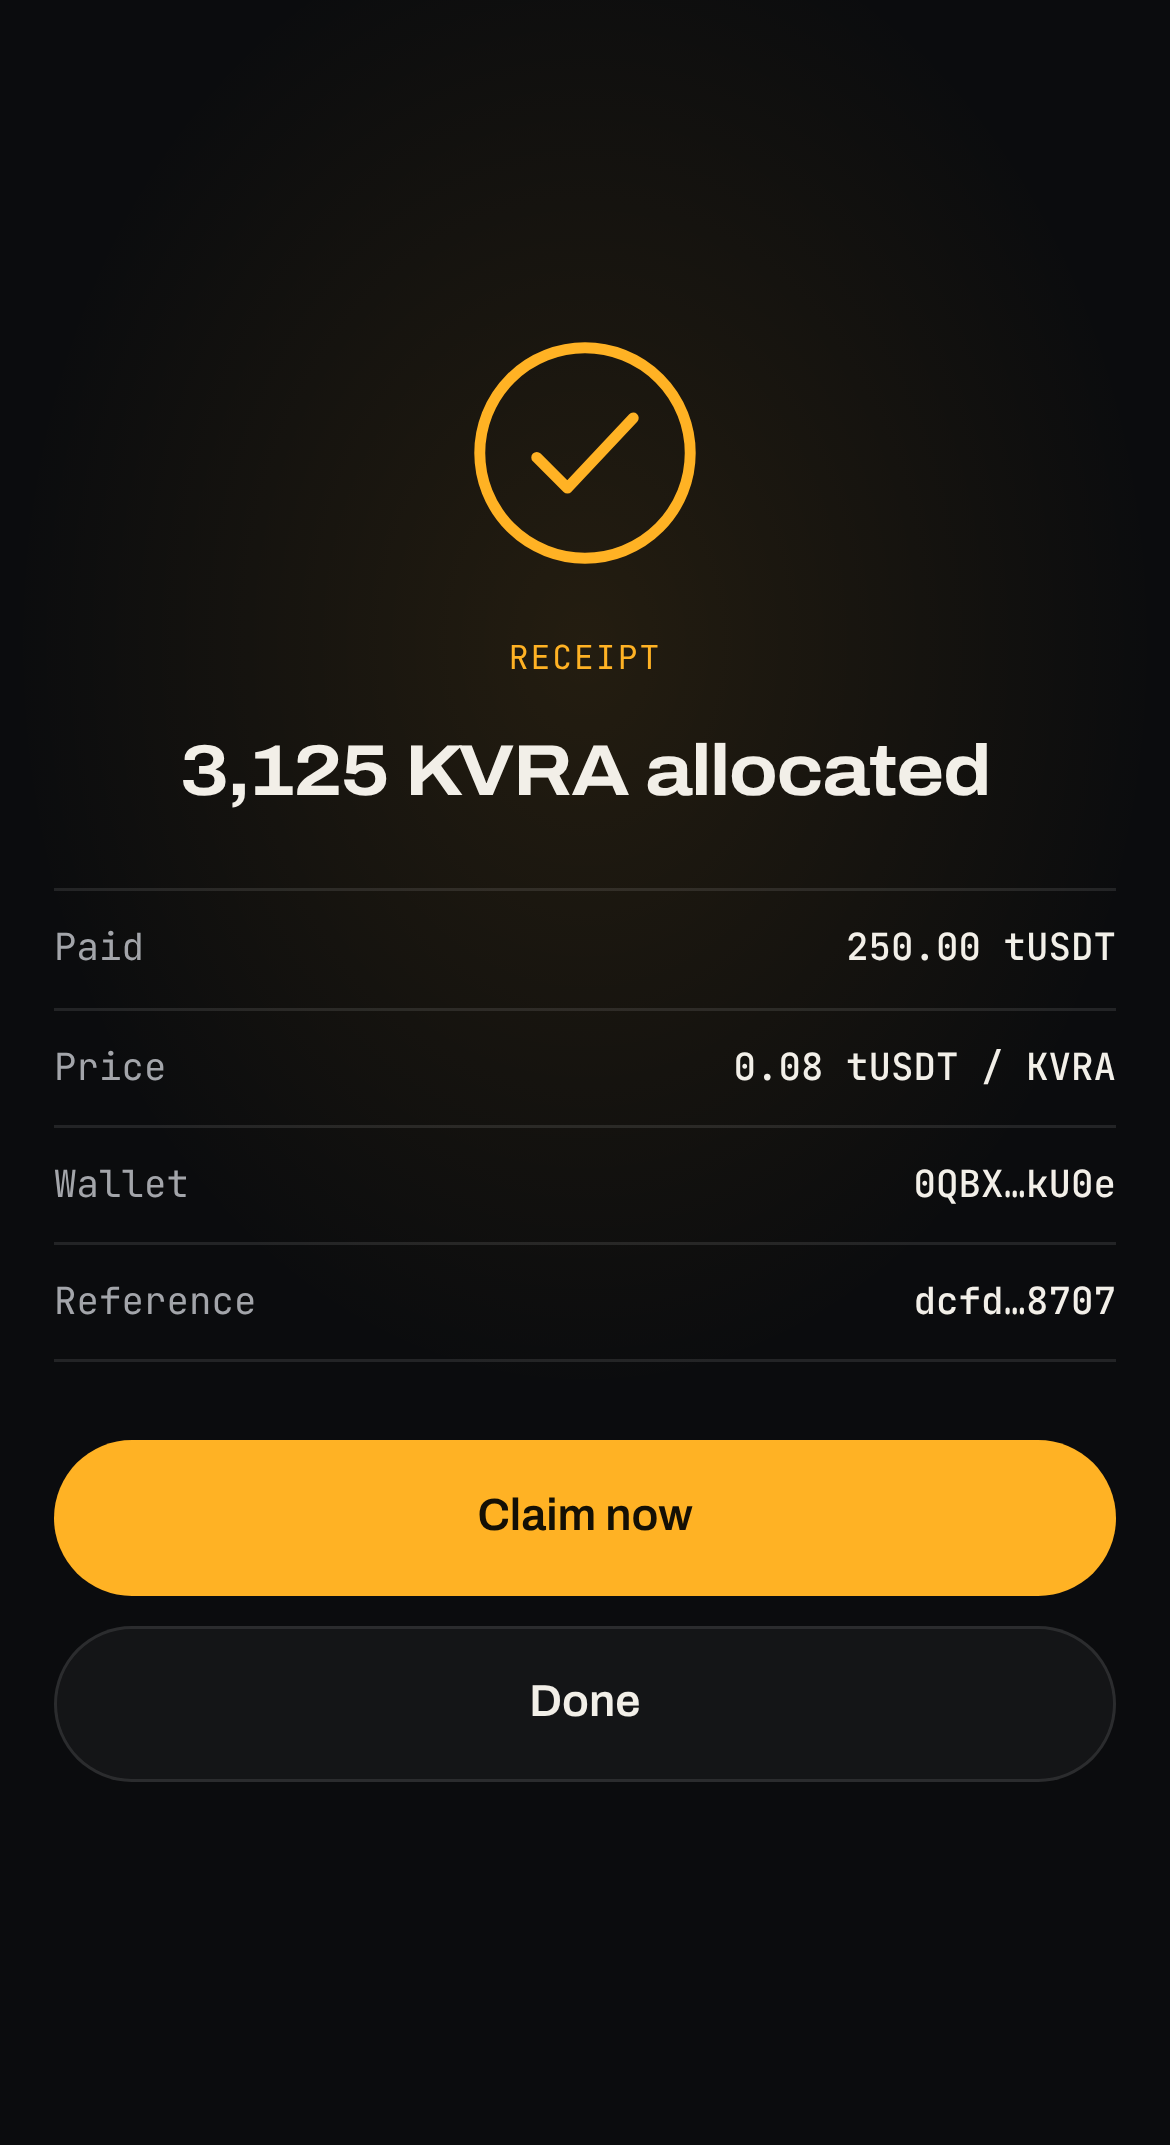 RECEIPT
3,125 KVRA allocated
Paid 250.00 tUSDT
Price 0.08 tUSDT / KVRA
Wallet 0QBX…kU0e
Reference dcfd…8707
Claim now
Done